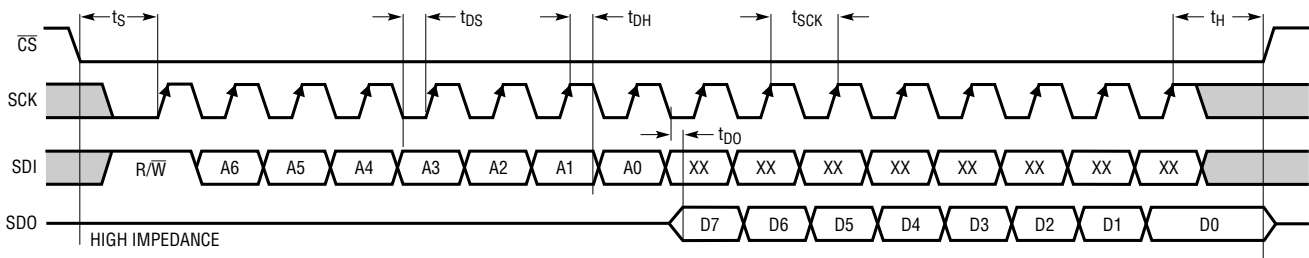 tS tDS tDH tSCK tH
CS
SCK
tDO
SDI R/W A6 A5 A4 A3 A2 A1 A0 XX XX XX XX XX XX XX XX
SDO D7 D6 D5 D4 D3 D2 D1 D0
HIGH IMPEDANCE